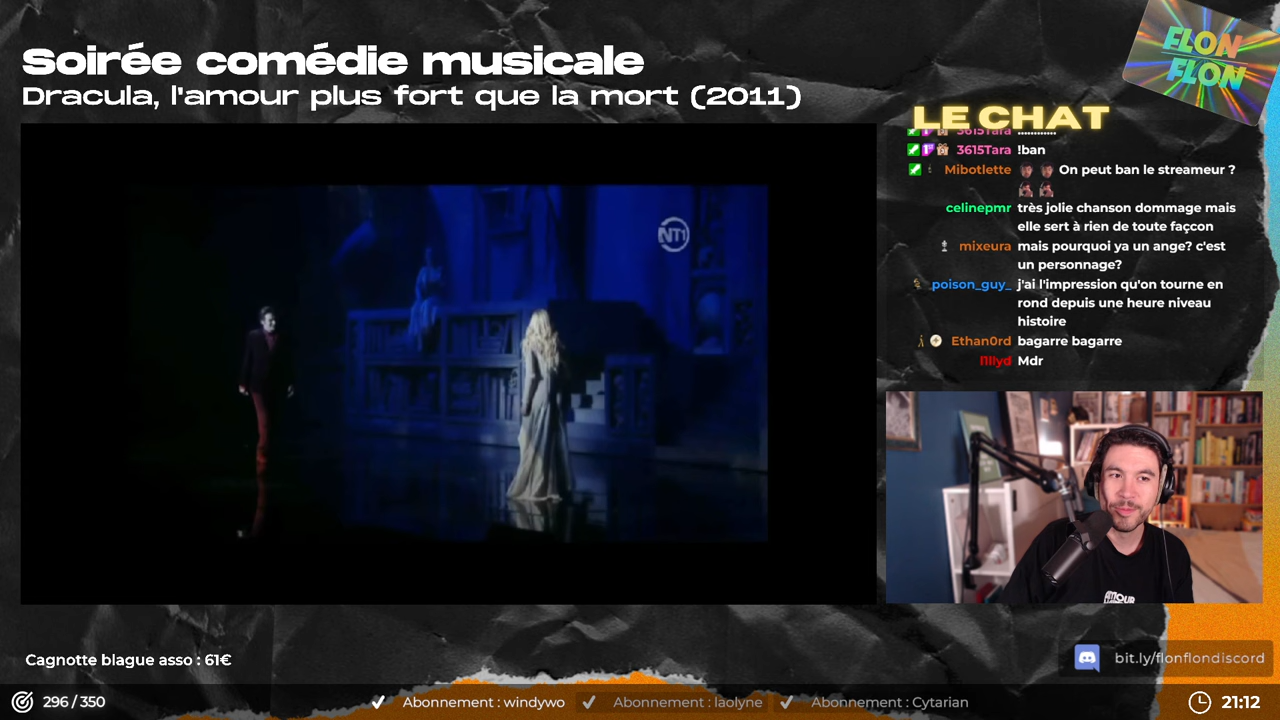 Soirée comédie musicale
Dracula, l'amour plus fort que la mort (2011)
FLON
FLON
LE CHAT
3615Tara ............
3615Tara !ban
Mibotlette On peut ban le streameur ?
celinepmr très jolie chanson dommage mais
elle sert à rien de toute façon
mixeura mais pourquoi ya un ange? c'est
un personnage?
_poison_guy_ j'ai l'impression qu'on tourne en
rond depuis une heure niveau
histoire
Ethan0rd bagarre bagarre
Mdr
NT1
AMOUR
Cagnotte blague asso : 61€
bit.ly/flonflondiscord
296 / 350
Abonnement : windywo
Abonnement : laolyne
Abonnement : Cytarian
21:12